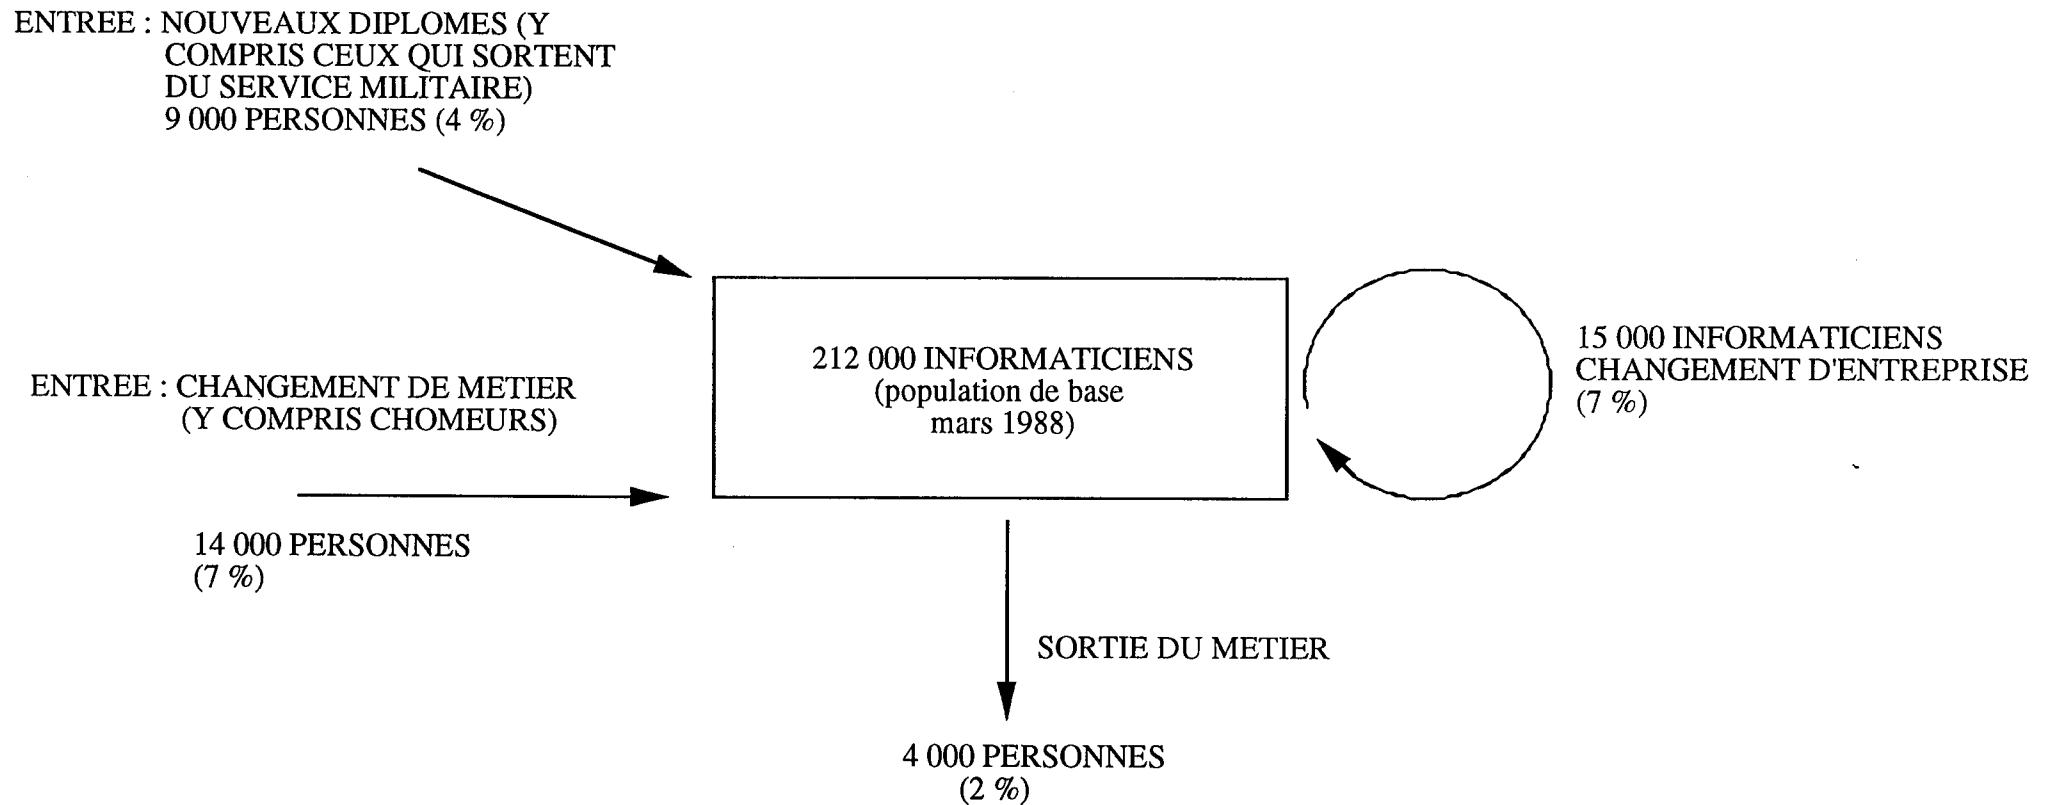 ENTREE : NOUVEAUX DIPLOMES (Y
COMPRIS CEUX QUI SORTENT
DU SERVICE MILITAIRE)
9 000 PERSONNES (4 %)
212 000 INFORMATICIENS
(population de base
mars 1988)
15 000 INFORMATICIENS
CHANGEMENT D'ENTREPRISE
(7 %)
ENTREE : CHANGEMENT DE METIER
(Y COMPRIS CHOMEURS)
14 000 PERSONNES
(7 %)
SORTIE DU METIER
4 000 PERSONNES
(2 %)